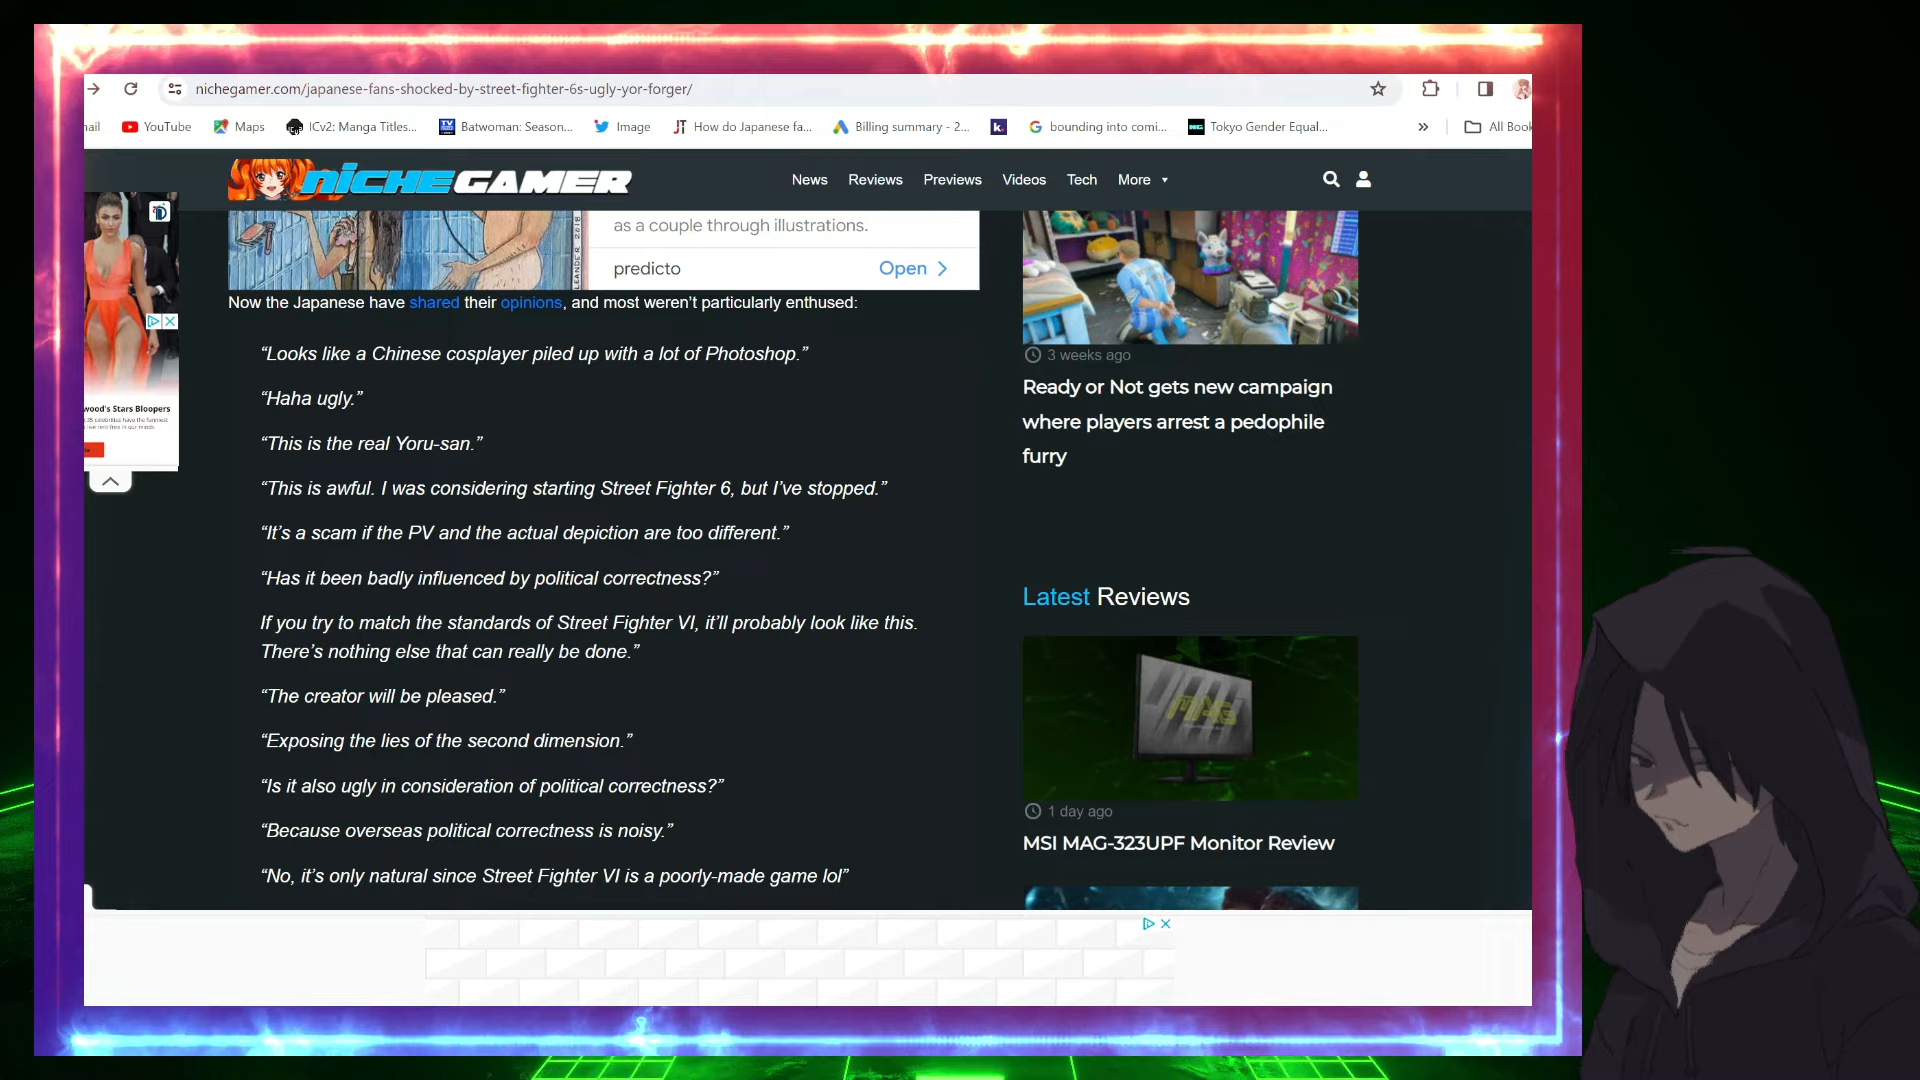 nichegamer.com/japanese-fans-shocked-by-street-fighter-6s-ugly-yor-forger/
ail
YouTube
Maps
ICv2: Manga Titles...
Batwoman: Season...
Image
How do Japanese fa...
Billing summary - 2...
bounding into comi...
Tokyo Gender Equal...
»
All Book
NICHEGAMER
News
Reviews
Previews
Videos
Tech
More
as a couple through illustrations.
predicto
Open
LEANDER 2018
wood's Stars Bloopers
Now the Japanese have shared their opinions, and most weren't particularly enthused:
“Looks like a Chinese cosplayer piled up with a lot of Photoshop.”
“Haha ugly.”
“This is the real Yoru-san.”
“This is awful. I was considering starting Street Fighter 6, but I’ve stopped.”
“It’s a scam if the PV and the actual depiction are too different.”
“Has it been badly influenced by political correctness?”
If you try to match the standards of Street Fighter VI, it’ll probably look like this.
There’s nothing else that can really be done.”
“The creator will be pleased.”
“Exposing the lies of the second dimension.”
“Is it also ugly in consideration of political correctness?”
“Because overseas political correctness is noisy.”
“No, it’s only natural since Street Fighter VI is a poorly-made game lol”
3 weeks ago
Ready or Not gets new campaign
where players arrest a pedophile
furry
Latest Reviews
MAG
1 day ago
MSI MAG-323UPF Monitor Review